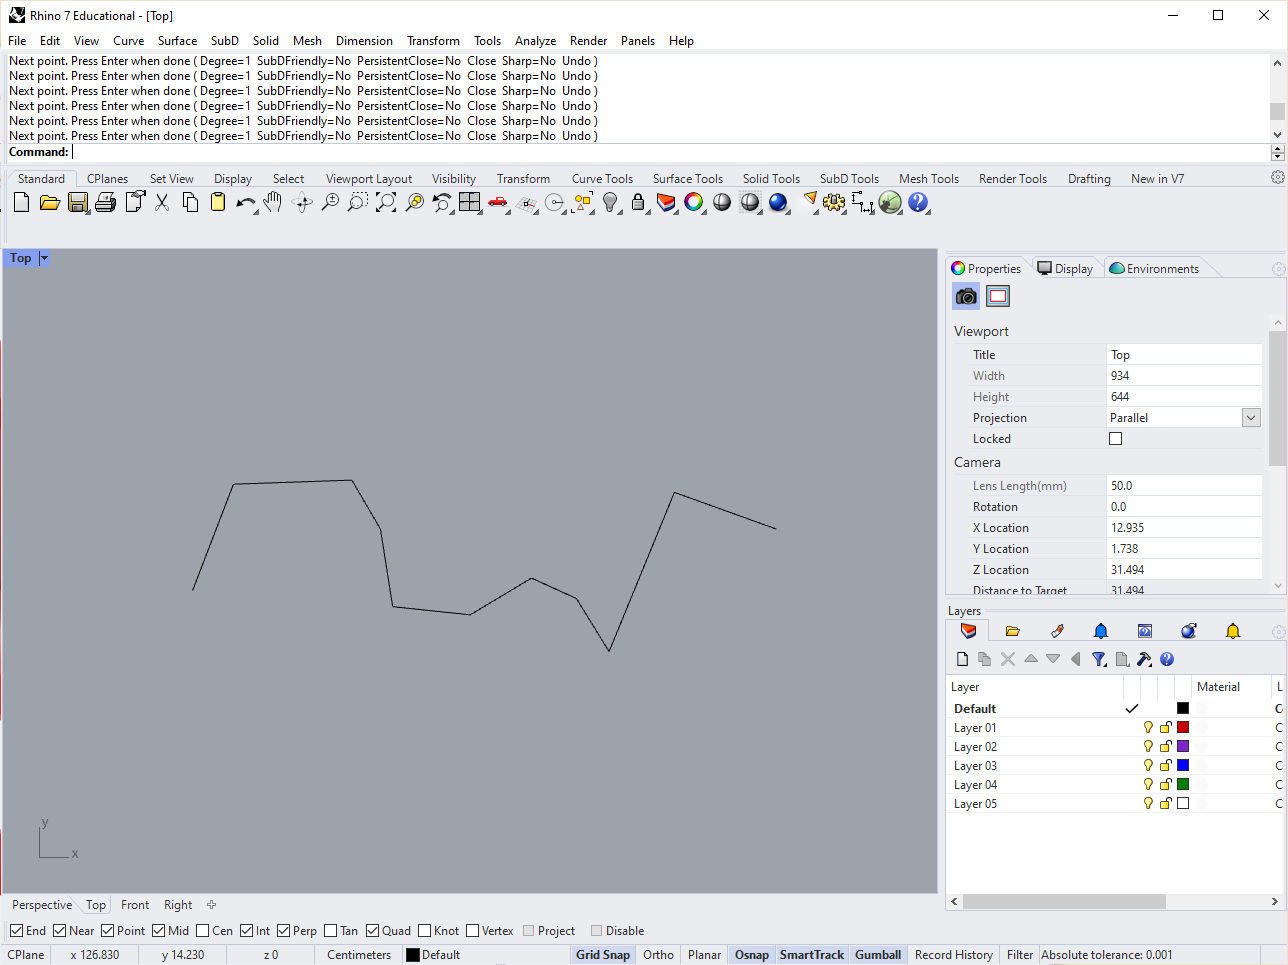 Rhino 7 Educational - [Top]
File Edit View Curve Surface SubD Solid Mesh Dimension Transform Tools Analyze Render Panels Help
Next point. Press Enter when done ( Degree=1 SubDFriendly=No PersistentClose=No Close Sharp=No Undo )
Next point. Press Enter when done ( Degree=1 SubDFriendly=No PersistentClose=No Close Sharp=No Undo )
Next point. Press Enter when done ( Degree=1 SubDFriendly=No PersistentClose=No Close Sharp=No Undo )
Next point. Press Enter when done ( Degree=1 SubDFriendly=No PersistentClose=No Close Sharp=No Undo )
Next point. Press Enter when done ( Degree=1 SubDFriendly=No PersistentClose=No Close Sharp=No Undo )
Next point. Press Enter when done ( Degree=1 SubDFriendly=No PersistentClose=No Close Sharp=No Undo )
Command:
Standard CPlanes Set View Display Select Viewport Layout Visibility Transform Curve Tools Surface Tools Solid Tools SubD Tools Mesh Tools Render Tools Drafting New in V7
Top
Properties Display Environments
Viewport
Title Top
Width 934
Height 644
Projection Parallel
Locked
Camera
Lens Length(mm) 50.0
Rotation 0.0
X Location 12.935
Y Location 1.738
Z Location 31.494
Distance to Target 31.494
Layers
Layer Material L
Default C
Layer 01 C
Layer 02 C
Layer 03 C
Layer 04 C
Layer 05 C
y
x
Perspective Top Front Right
End Near Point Mid Cen Int Perp Tan Quad Knot Vertex Project Disable
CPlane x 126.830 y 14.230 z 0 Centimeters Default Grid Snap Ortho Planar Osnap SmartTrack Gumball Record History Filter Absolute tolerance: 0.001